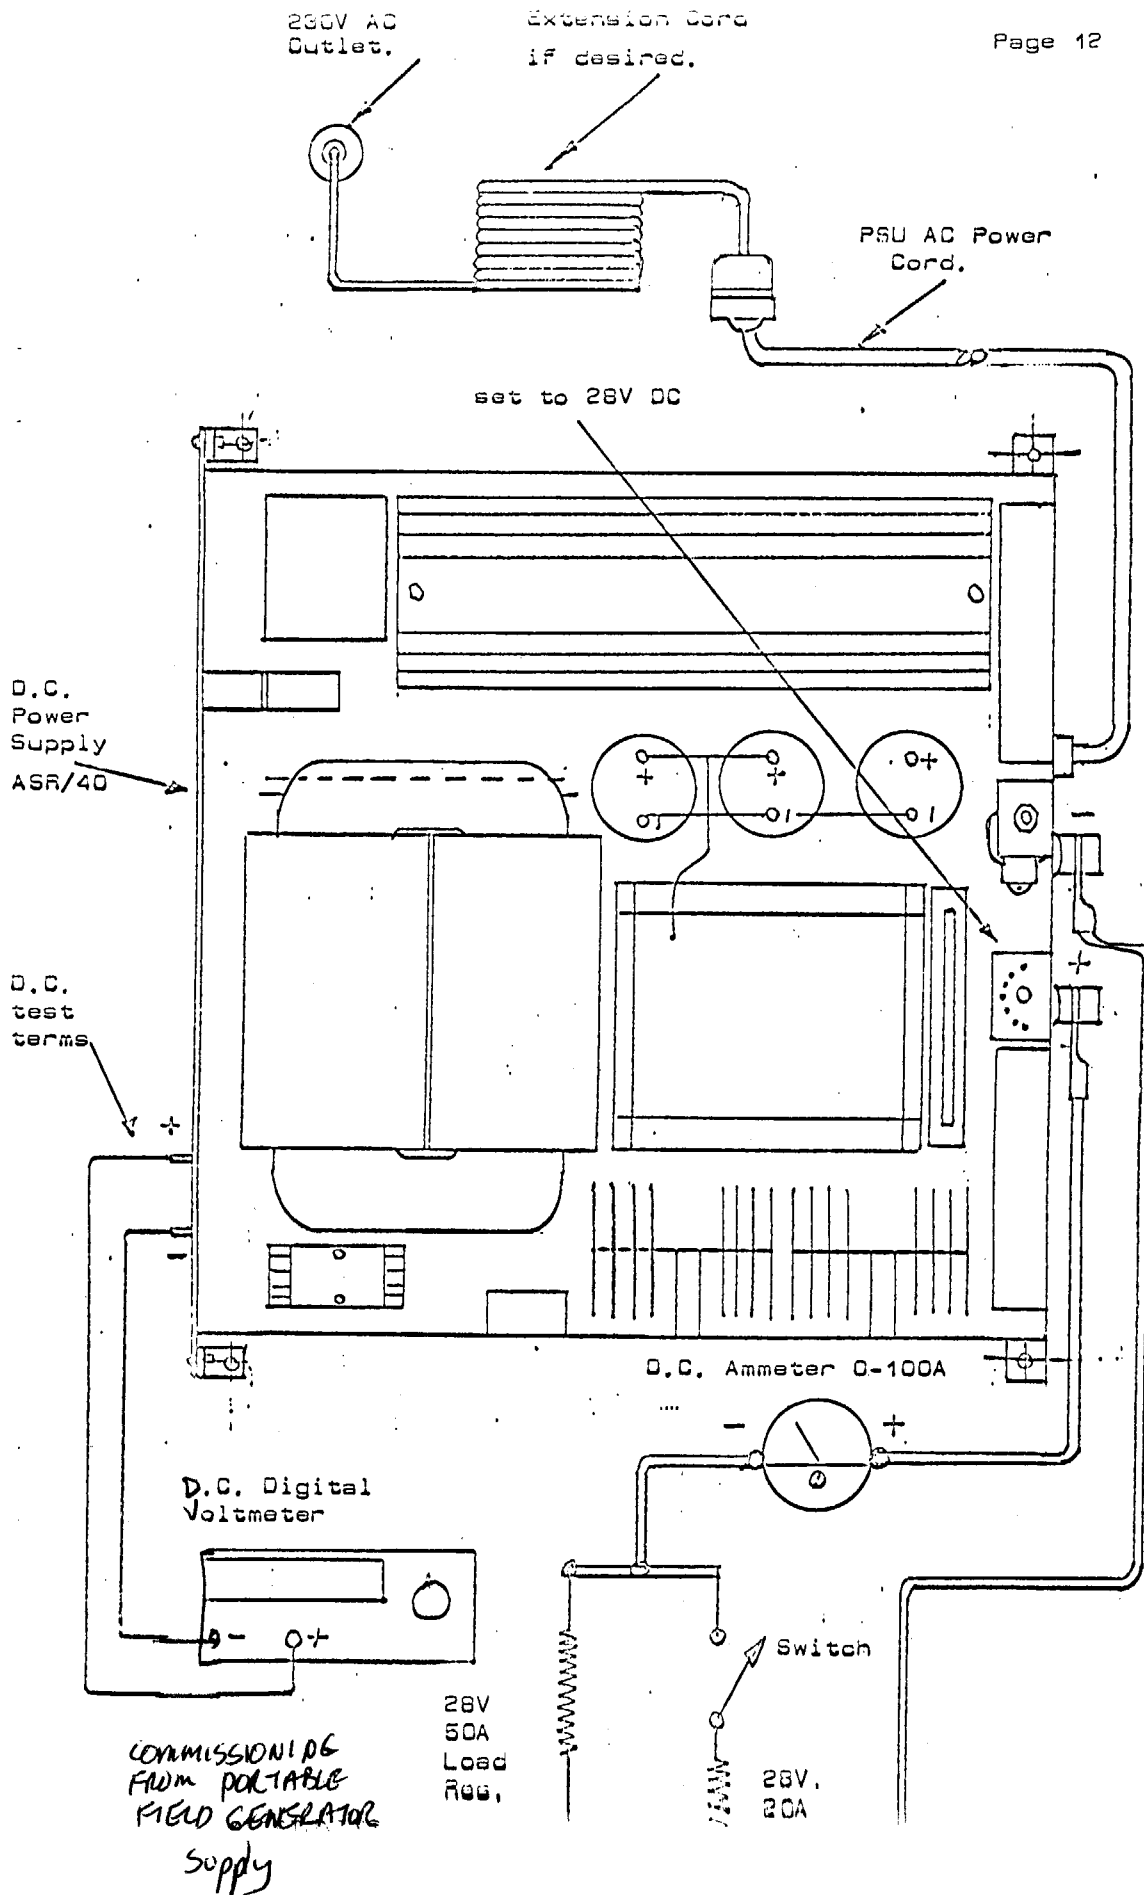 230V AC
Outlet.
Extension Cord
if desired.
Page 12
PSU AC Power
Cord.
set to 28V DC
D.C.
Power
Supply
ASR/40
+
+
+
-
-
-
-
+
D.C.
test
terms
+
-
D.C. Ammeter 0-100A
-
+
D.C. Digital
Voltmeter
-
+
Switch
28V
50A
Load
Res.
28V.
20A
COMMISSIONING
FROM PORTABLE
FIELD GENERATOR
Supply